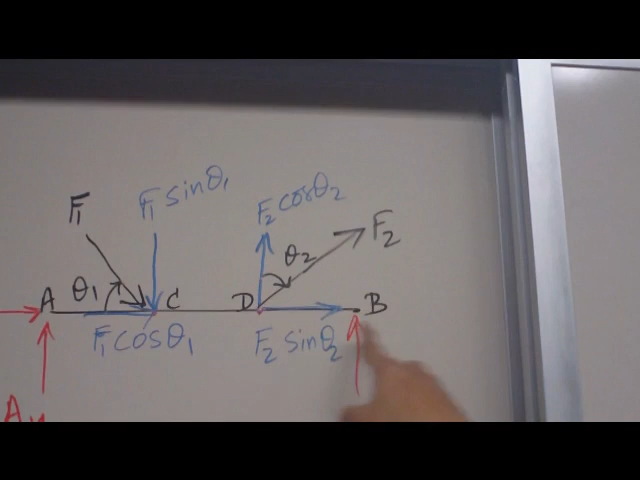 F₁ F₁ sinθ₁ F₂ cosθ₂ F₂
θ₁ θ₂
A C D B
F₁ cosθ₁ F₂ sinθ₂
A